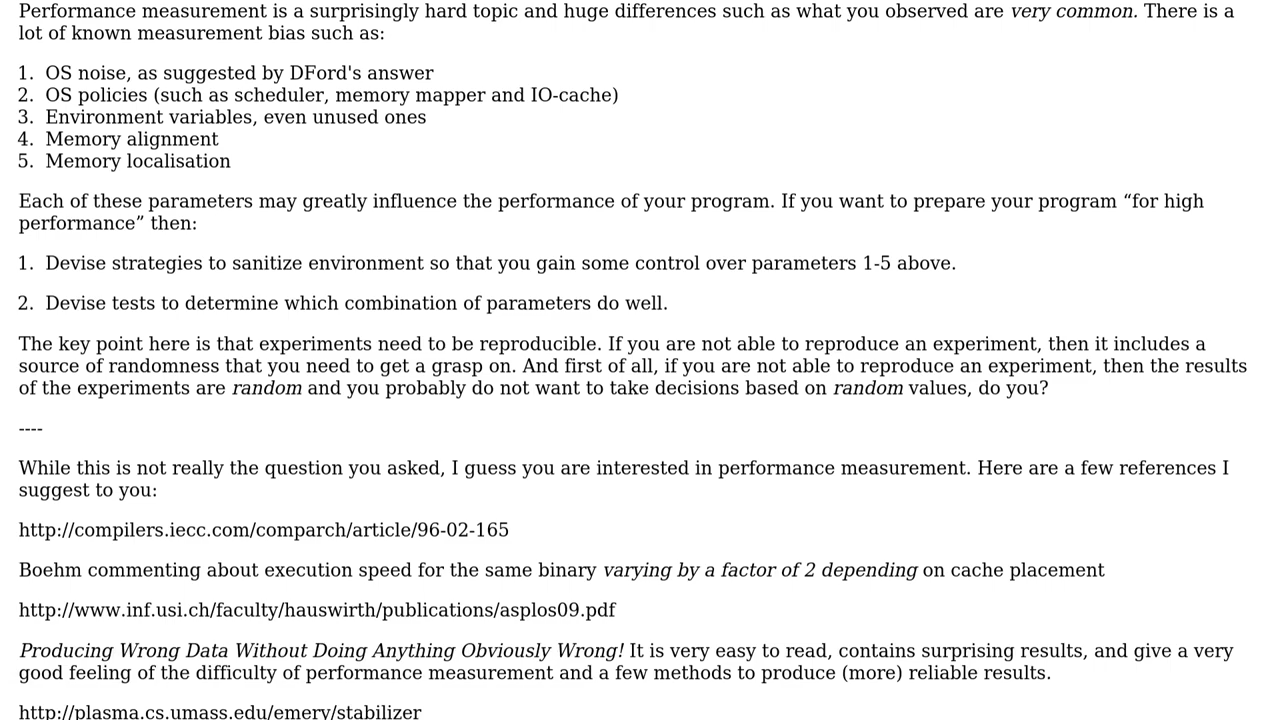 Performance measurement is a surprisingly hard topic and huge differences such as what you observed are very common. There is a
lot of known measurement bias such as:
1. OS noise, as suggested by DFord's answer
2. OS policies (such as scheduler, memory mapper and IO-cache)
3. Environment variables, even unused ones
4. Memory alignment
5. Memory localisation
Each of these parameters may greatly influence the performance of your program. If you want to prepare your program “for high
performance” then:
1. Devise strategies to sanitize environment so that you gain some control over parameters 1-5 above.
2. Devise tests to determine which combination of parameters do well.
The key point here is that experiments need to be reproducible. If you are not able to reproduce an experiment, then it includes a
source of randomness that you need to get a grasp on. And first of all, if you are not able to reproduce an experiment, then the results
of the experiments are random and you probably do not want to take decisions based on random values, do you?
----
While this is not really the question you asked, I guess you are interested in performance measurement. Here are a few references I
suggest to you:
http://compilers.iecc.com/comparch/article/96-02-165
Boehm commenting about execution speed for the same binary varying by a factor of 2 depending on cache placement
http://www.inf.usi.ch/faculty/hauswirth/publications/asplos09.pdf
Producing Wrong Data Without Doing Anything Obviously Wrong! It is very easy to read, contains surprising results, and give a very
good feeling of the difficulty of performance measurement and a few methods to produce (more) reliable results.
http://plasma.cs.umass.edu/emery/stabilizer